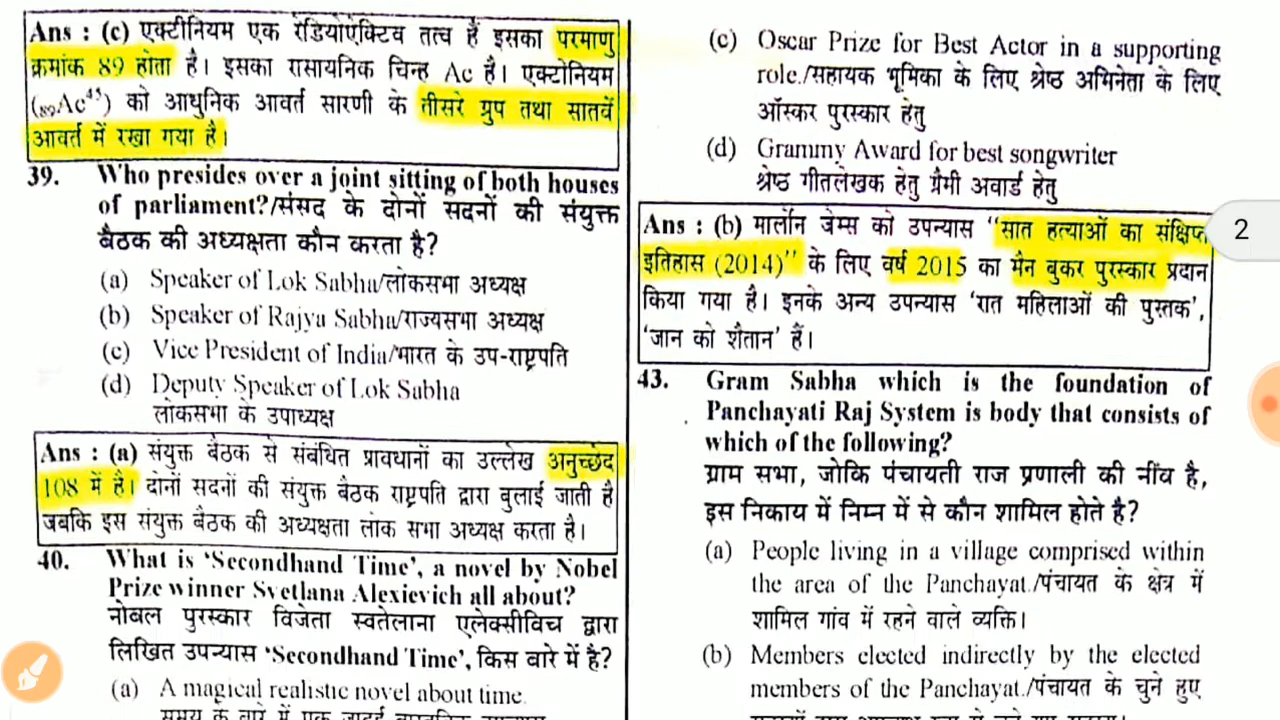 Ans : (c) एक्टीनियम एक रेडियोएक्टिव तत्व है इसका परमाणु
क्रमांक 89 होता है। इसका रासायनिक चिन्ह Ac है। एक्टोनियम
(₈₉Ac⁴⁵) को आधुनिक आवर्त सारणी के तीसरे ग्रुप तथा सातवें
आवर्त में रखा गया है।
39. Who presides over a joint sitting of both houses
of parliament?/संसद के दोनों सदनों की संयुक्त
बैठक की अध्यक्षता कौन करता है?
(a) Speaker of Lok Sabha/लोकसभा अध्यक्ष
(b) Speaker of Rajya Sabha/राज्यसभा अध्यक्ष
(c) Vice President of India/भारत के उप-राष्ट्रपति
(d) Deputy Speaker of Lok Sabha
लोकसभा के उपाध्यक्ष
Ans : (a) संयुक्त बैठक से संबंधित प्रावधानों का उल्लेख अनुच्छेद
108 में है। दोनों सदनों की संयुक्त बैठक राष्ट्रपति द्वारा बुलाई जाती है
जबकि इस संयुक्त बैठक की अध्यक्षता लोक सभा अध्यक्ष करता है।
40. What is ‘Secondhand Time’, a novel by Nobel
Prize winner Svetlana Alexievich all about?
नोबल पुरस्कार विजेता स्वतेलाना एलेक्सीविच द्वारा
लिखित उपन्यास ‘Secondhand Time’, किस बारे में है?
(a) A magical realistic novel about time.
समय के बारे में एक जादुई
(c) Oscar Prize for Best Actor in a supporting
role./सहायक भूमिका के लिए श्रेष्ठ अभिनेता के लिए
ऑस्कर पुरस्कार हेतु
(d) Grammy Award for best songwriter
श्रेष्ठ गीतलेखक हेतु ग्रैमी अवार्ड हेतु
Ans : (b) मार्लोन जेम्स को उपन्यास “सात हत्याओं का संक्षिप्त
इतिहास (2014)” के लिए वर्ष 2015 का मैन बुकर पुरस्कार प्रदान
किया गया है। इनके अन्य उपन्यास ‘रात महिलाओं की पुस्तक’,
‘जान को शैतान’ हैं।
2
43. Gram Sabha which is the foundation of
Panchayati Raj System is body that consists of
which of the following?
ग्राम सभा, जोकि पंचायती राज प्रणाली की नींव है,
इस निकाय में निम्न में से कौन शामिल होते है?
(a) People living in a village comprised within
the area of the Panchayat./पंचायत के क्षेत्र में
शामिल गांव में रहने वाले व्यक्ति।
(b) Members elected indirectly by the elected
members of the Panchayat./पंचायत के चुने हुए